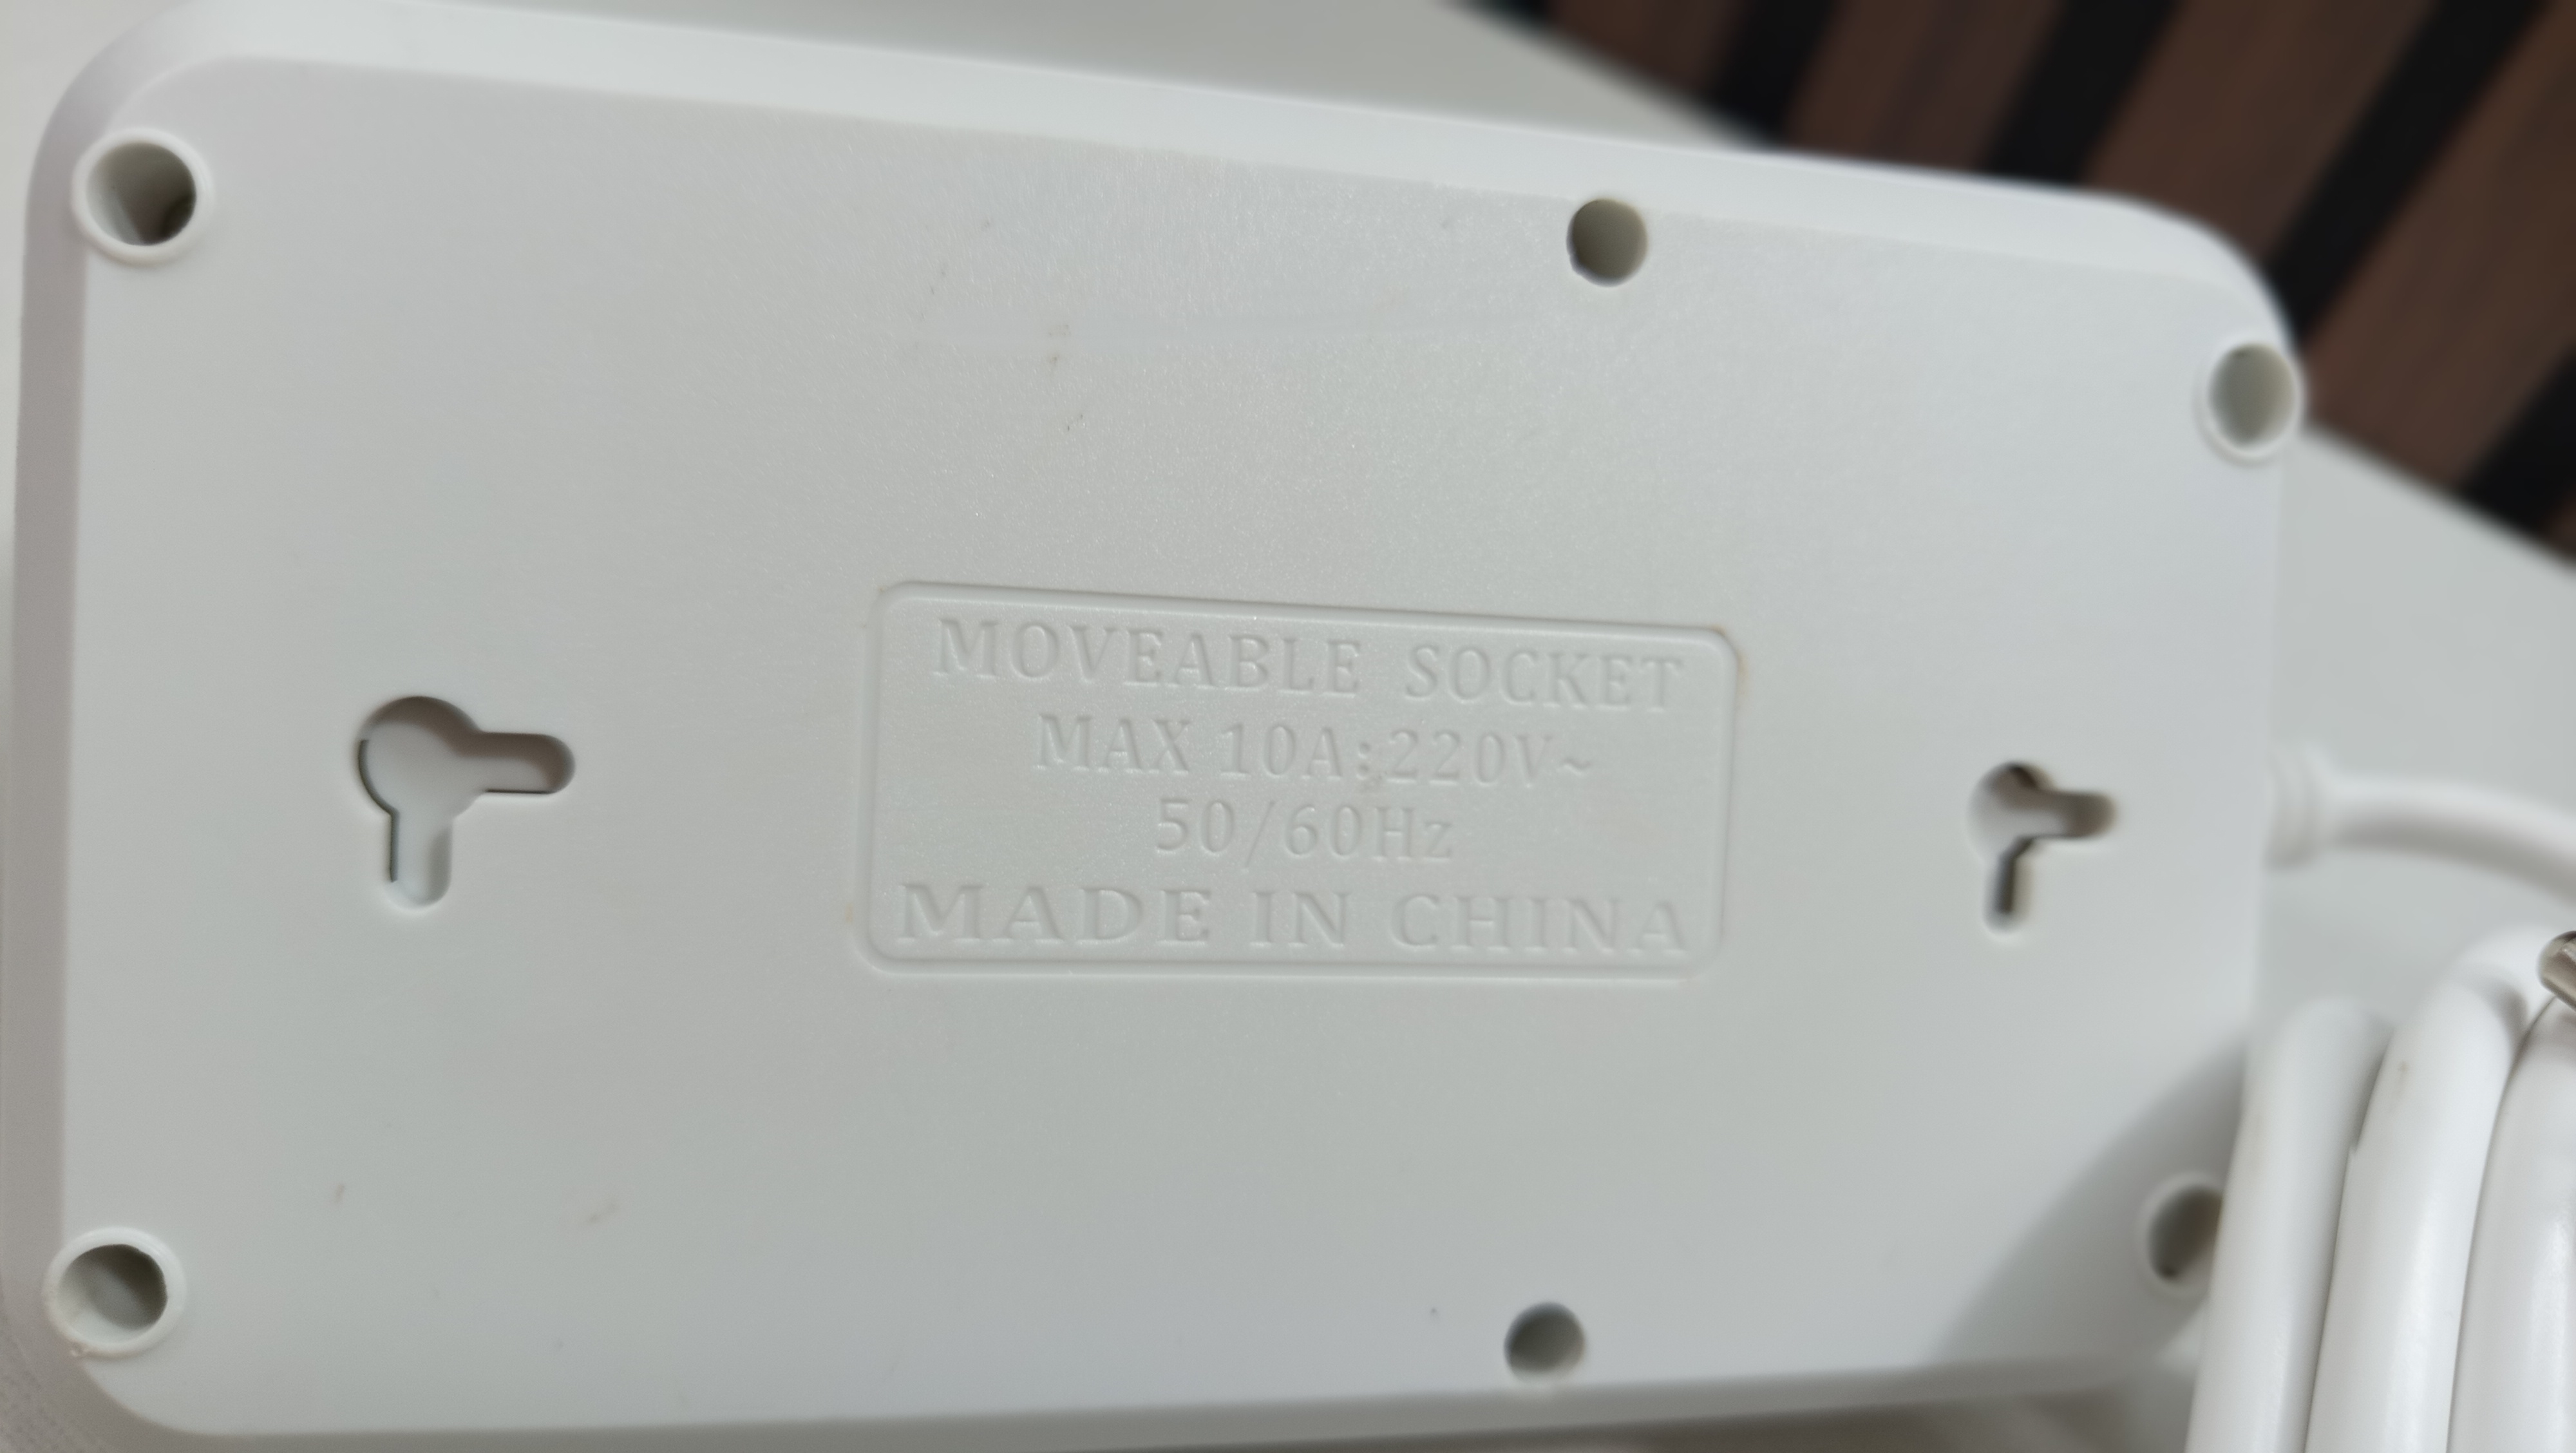 MOVEABLE SOCKET
MAX 10A:220V~
50/60Hz
MADE IN CHINA